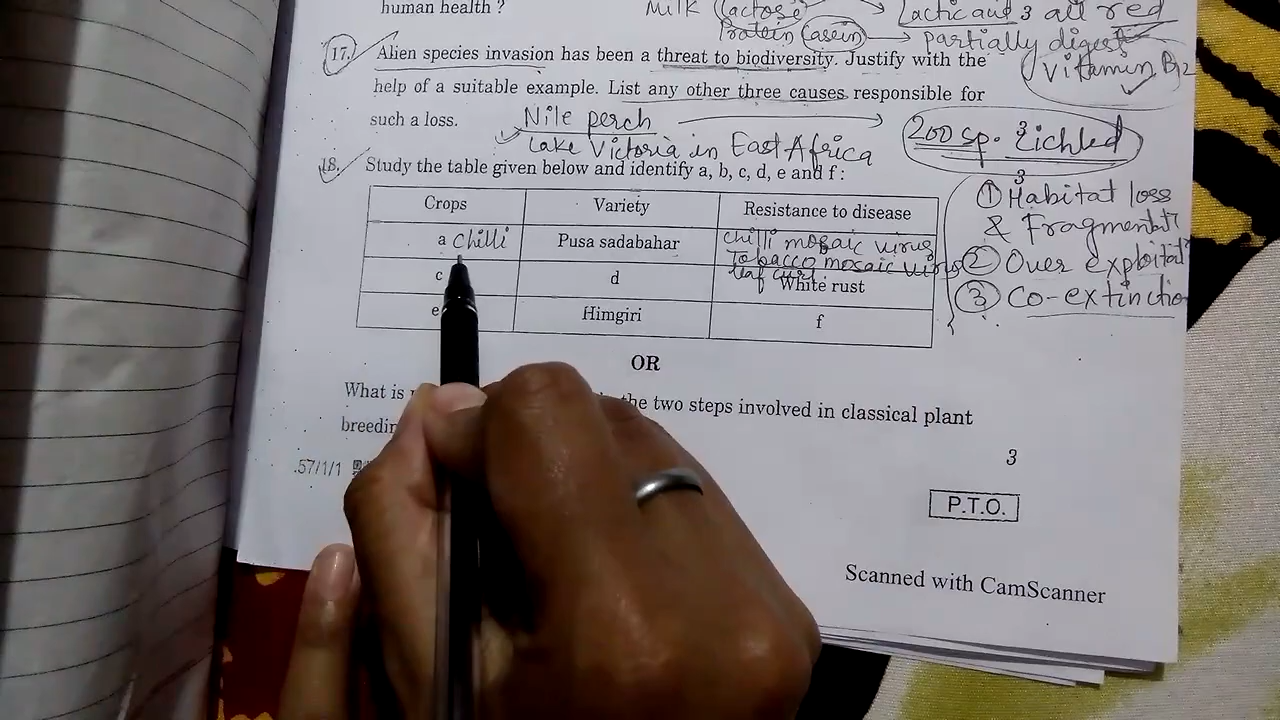 human health ?
Milk (lactose Lactic acid 3 all red
Protein Casein partially digest
Vitamin B12
17. Alien species invasion has been a threat to biodiversity. Justify with the
help of a suitable example. List any other three causes responsible for
such a loss. Nile perch 3
200 sp. Cichled
Lake Victoria in East Africa
18. Study the table given below and identify a, b, c, d, e and f : 3
Crops Variety Resistance to disease
a Chilli Pusa sadabahar Chilli mosaic virus
Tobacco mosaic virus
leaf curl
c d White rust
e Himgiri f
① Habitat loss
& Fragmentat
② Over exploitat
③ Co-extinction
OR
What is the two steps involved in classical plant
breedin 3
.57/1/1
P.T.O.
Scanned with CamScanner